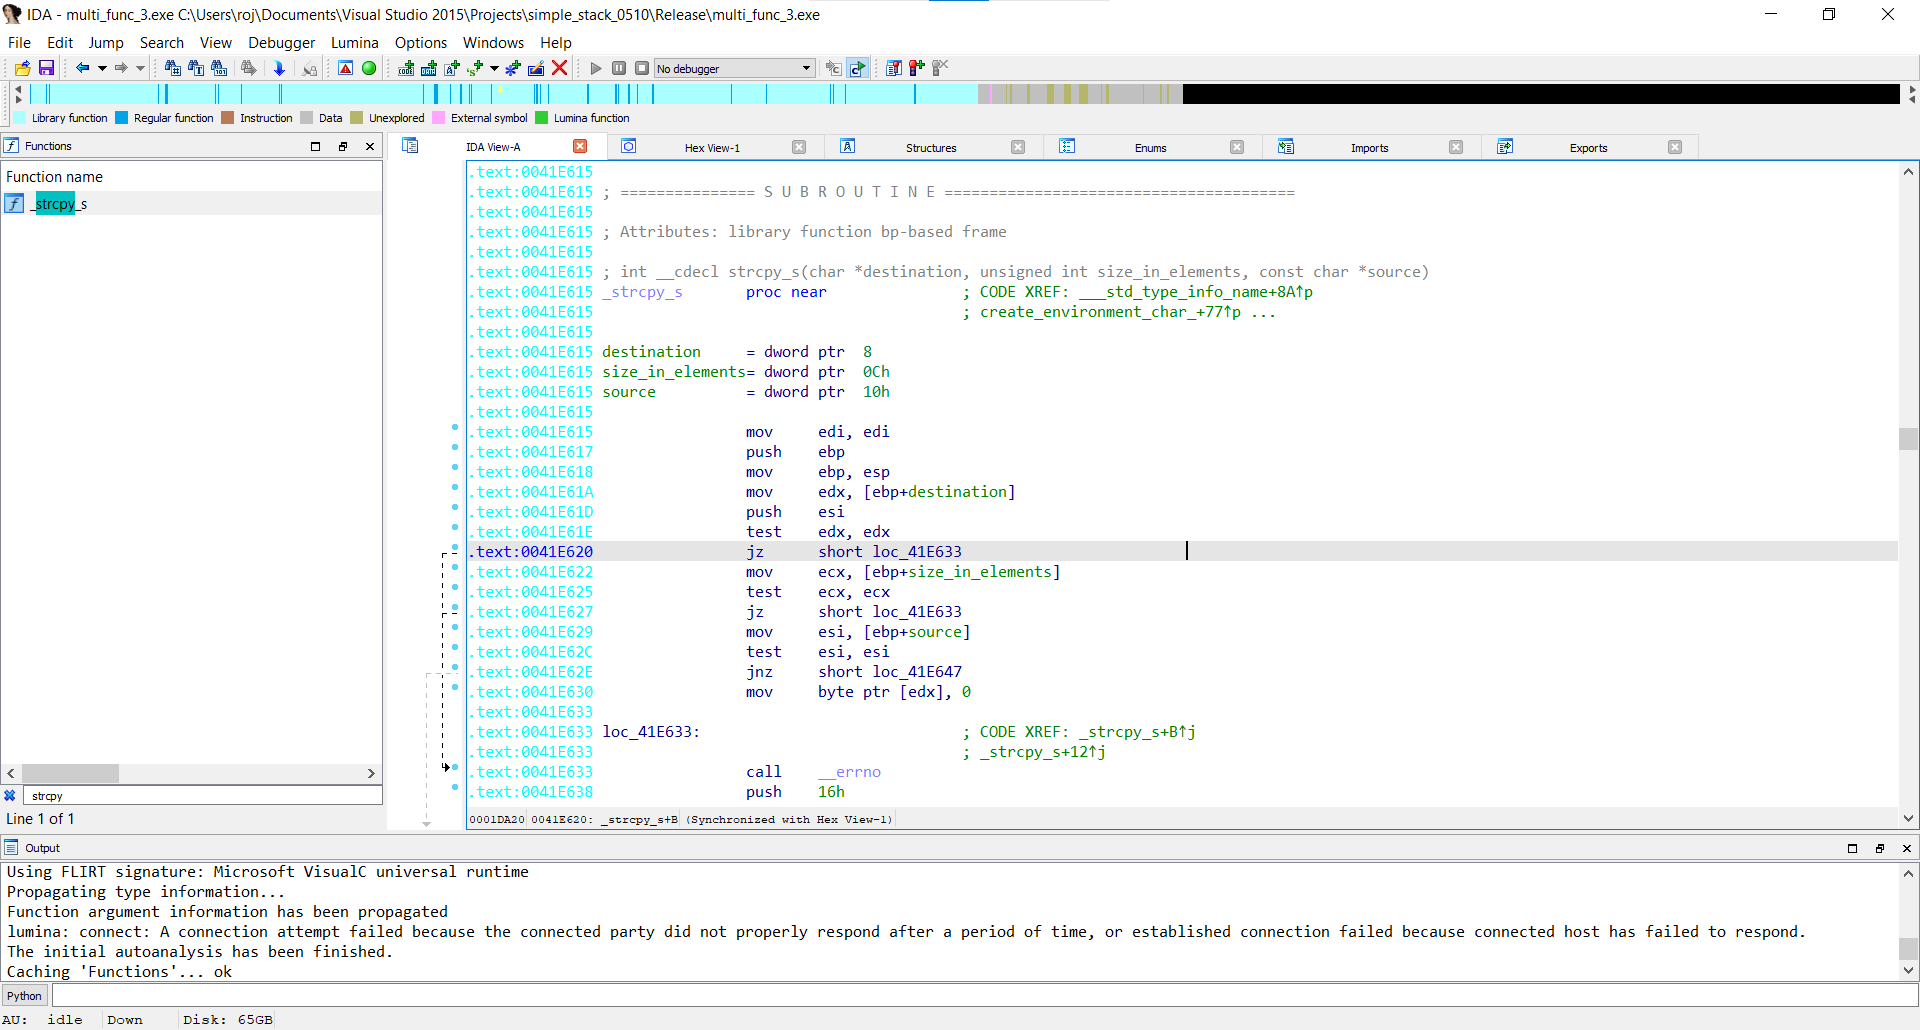 IDA - multi_func_3.exe C:\Users\roj\Documents\Visual Studio 2015\Projects\simple_stack_0510\Release\multi_func_3.exe
File Edit Jump Search View Debugger Lumina Options Windows Help
No debugger
Library function Regular function Instruction Data Unexplored External symbol Lumina function
Functions
IDA View-A Hex View-1 Structures Enums Imports Exports
Function name
_strcpy_s
strcpy
Line 1 of 1
.text:0041E615
.text:0041E615 ; =============== S U B R O U T I N E =======================================
.text:0041E615
.text:0041E615 ; Attributes: library function bp-based frame
.text:0041E615
.text:0041E615 ; int __cdecl strcpy_s(char *destination, unsigned int size_in_elements, const char *source)
.text:0041E615 _strcpy_s proc near ; CODE XREF: ___std_type_info_name+8A↑p
.text:0041E615 ; create_environment_char_+77↑p ...
.text:0041E615
.text:0041E615 destination = dword ptr 8
.text:0041E615 size_in_elements= dword ptr 0Ch
.text:0041E615 source = dword ptr 10h
.text:0041E615
.text:0041E615 mov edi, edi
.text:0041E617 push ebp
.text:0041E618 mov ebp, esp
.text:0041E61A mov edx, [ebp+destination]
.text:0041E61D push esi
.text:0041E61E test edx, edx
.text:0041E620 jz short loc_41E633
.text:0041E622 mov ecx, [ebp+size_in_elements]
.text:0041E625 test ecx, ecx
.text:0041E627 jz short loc_41E633
.text:0041E629 mov esi, [ebp+source]
.text:0041E62C test esi, esi
.text:0041E62E jnz short loc_41E647
.text:0041E630 mov byte ptr [edx], 0
.text:0041E633
.text:0041E633 loc_41E633: ; CODE XREF: _strcpy_s+B↑j
.text:0041E633 ; _strcpy_s+12↑j
.text:0041E633 call __errno
.text:0041E638 push 16h
0001DA20 0041E620: _strcpy_s+B (Synchronized with Hex View-1)
Output
Using FLIRT signature: Microsoft VisualC universal runtime
Propagating type information...
Function argument information has been propagated
lumina: connect: A connection attempt failed because the connected party did not properly respond after a period of time, or established connection failed because connected host has failed to respond.
The initial autoanalysis has been finished.
Caching 'Functions'... ok
Python
AU: idle Down Disk: 65GB